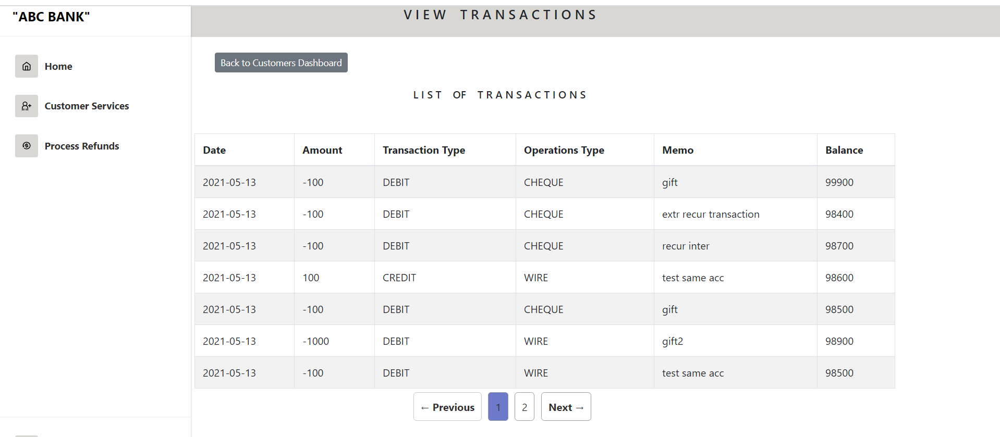 "ABC BANK"
VIEW TRANSACTIONS
Home
Customer Services
Process Refunds
Back to Customers Dashboard
LIST OF TRANSACTIONS
Date Amount Transaction Type Operations Type Memo Balance
2021-05-13 -100 DEBIT CHEQUE gift 99900
2021-05-13 -100 DEBIT CHEQUE extr recur transaction 98400
2021-05-13 -100 DEBIT CHEQUE recur inter 98700
2021-05-13 100 CREDIT WIRE test same acc 98600
2021-05-13 -100 DEBIT CHEQUE gift 98500
2021-05-13 -1000 DEBIT WIRE gift2 98900
2021-05-13 -100 DEBIT WIRE test same acc 98500
← Previous 1 2 Next →